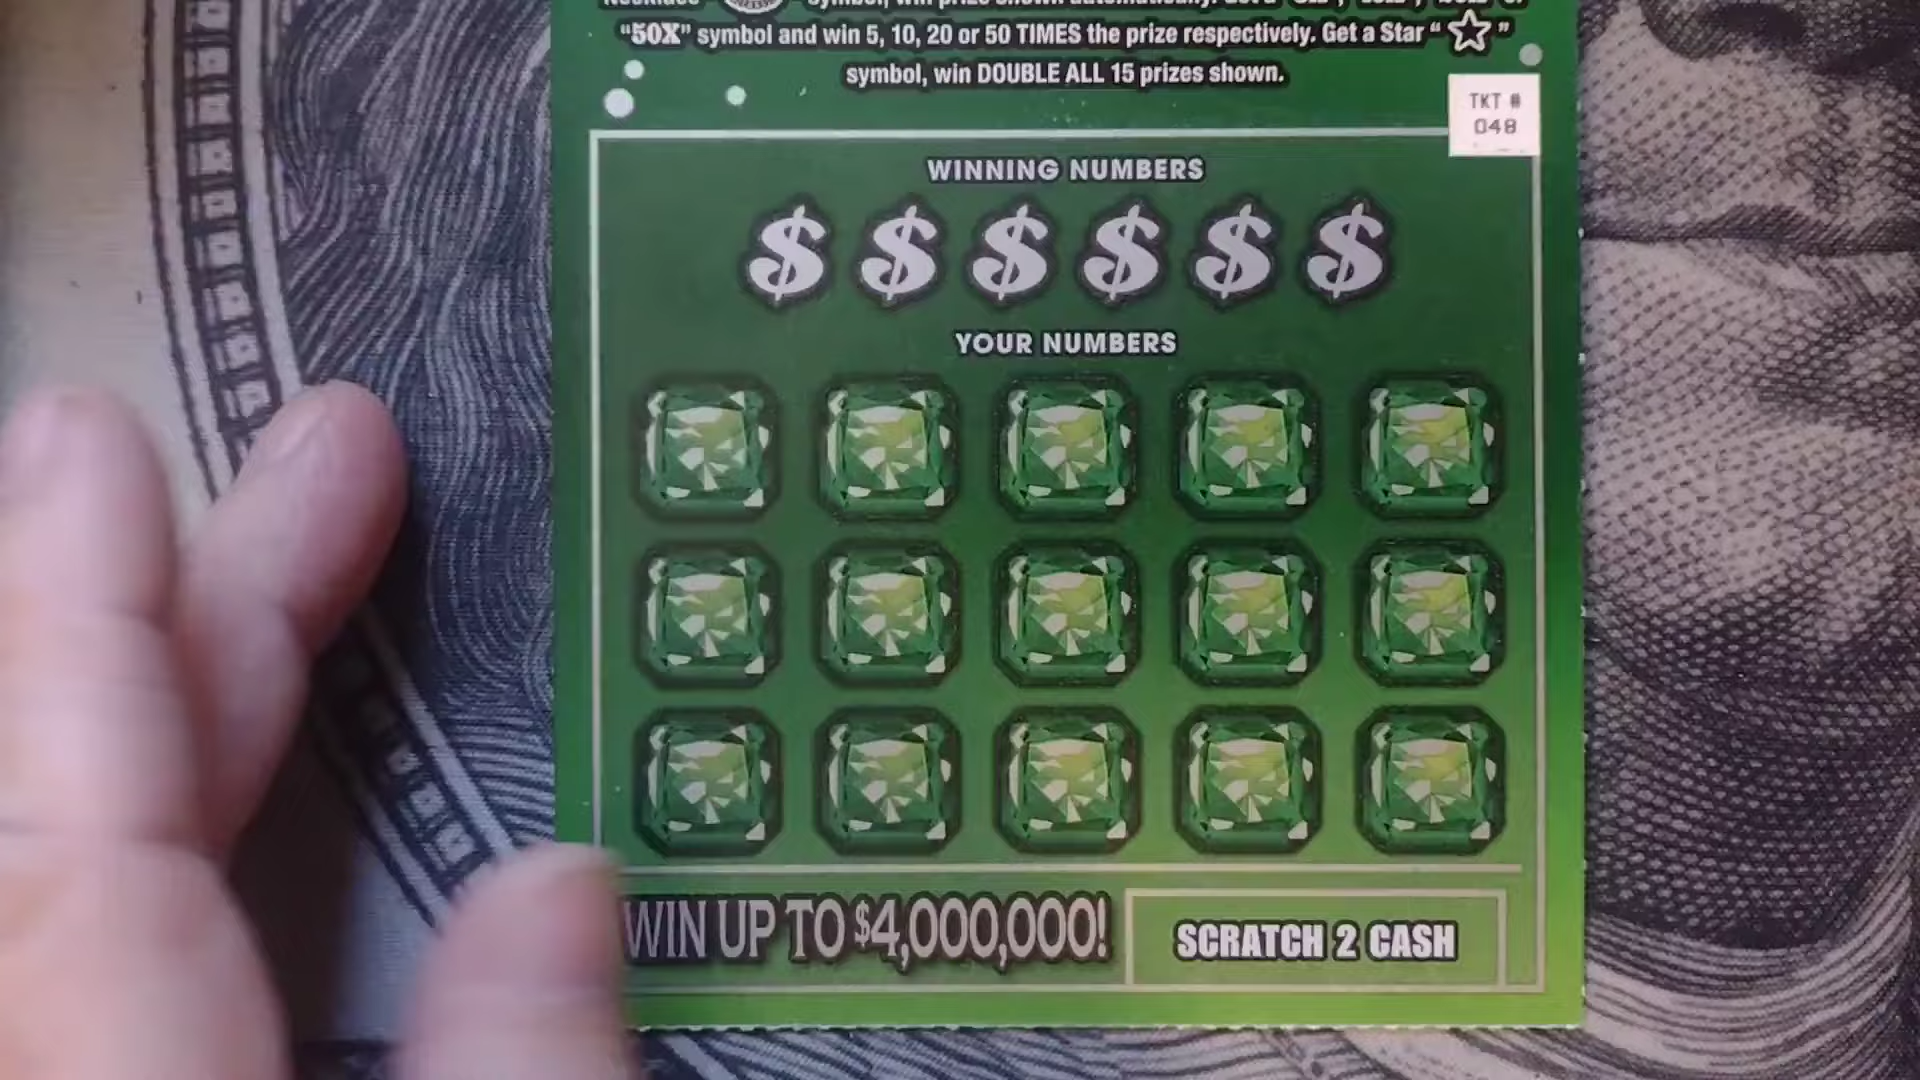 "50X" symbol and win 5, 10, 20 or 50 TIMES the prize respectively. Get a Star "☆"
symbol, win DOUBLE ALL 15 prizes shown.
TKT #
048
WINNING NUMBERS
$ $ $ $ $ $
YOUR NUMBERS
WIN UP TO $4,000,000!
SCRATCH 2 CASH